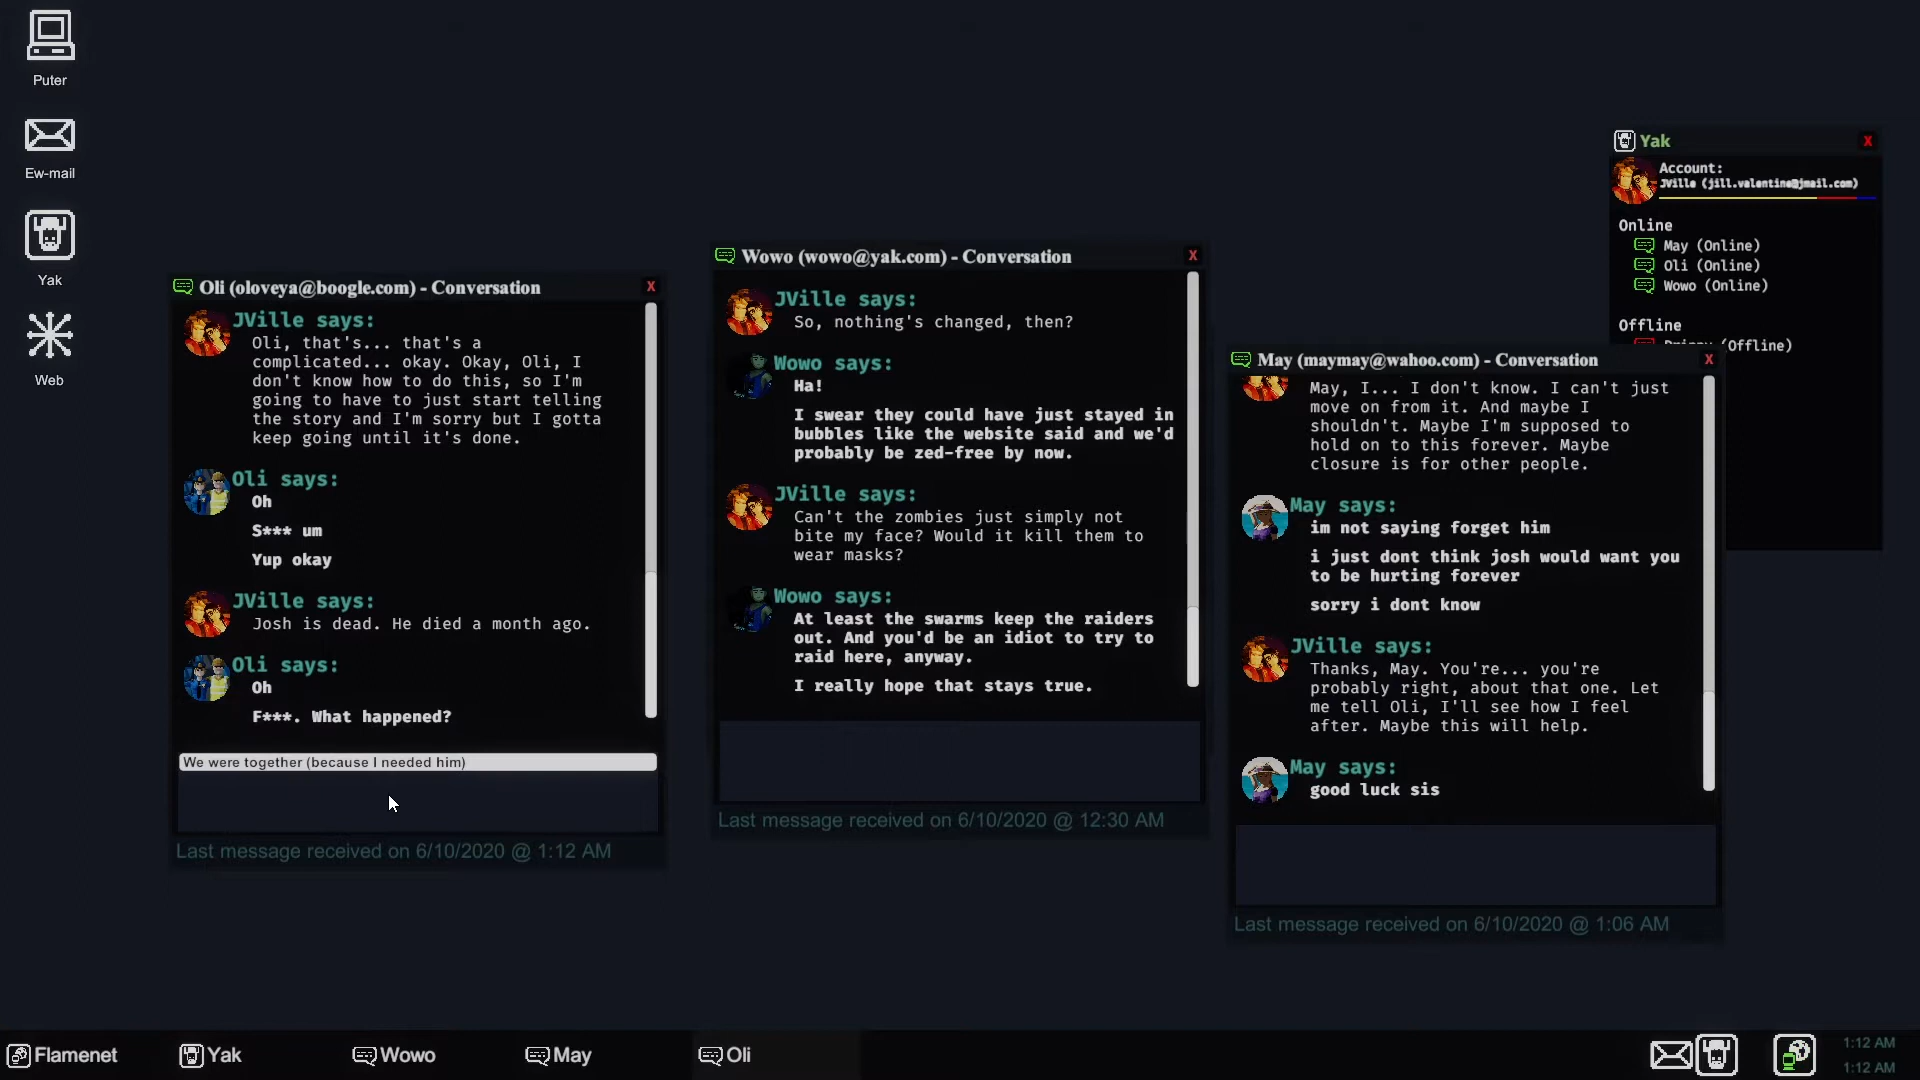 Puter
Ew-mail
Yak
Web
Oli (oloveya@boogle.com) - Conversation
X
JVille says:
Oli, that's... that's a
complicated... okay. Okay, Oli, I
don't know how to do this, so I'm
going to have to just start telling
the story and I'm sorry but I gotta
keep going until it's done.
Oli says:
Oh
S*** um
Yup okay
JVille says:
Josh is dead. He died a month ago.
Oli says:
Oh
F***. What happened?
We were together (because I needed him)
Last message received on 6/10/2020 @ 1:12 AM
Wowo (wowo@yak.com) - Conversation
X
JVille says:
So, nothing's changed, then?
Wowo says:
Ha!
I swear they could have just stayed in
bubbles like the website said and we'd
probably be zed-free by now.
JVille says:
Can't the zombies just simply not
bite my face? Would it kill them to
wear masks?
Wowo says:
At least the swarms keep the raiders
out. And you'd be an idiot to try to
raid here, anyway.
I really hope that stays true.
Last message received on 6/10/2020 @ 12:30 AM
Yak
X
Account:
JVille (jill.valentine@jmail.com)
Online
May (Online)
Oli (Online)
Wowo (Online)
Offline
(Offline)
May (maymay@wahoo.com) - Conversation
X
May, I... I don't know. I can't just
move on from it. And maybe I
shouldn't. Maybe I'm supposed to
hold on to this forever. Maybe
closure is for other people.
May says:
im not saying forget him
i just dont think josh would want you
to be hurting forever
sorry i dont know
JVille says:
Thanks, May. You're... you're
probably right, about that one. Let
me tell Oli, I'll see how I feel
after. Maybe this will help.
May says:
good luck sis
Last message received on 6/10/2020 @ 1:06 AM
Flamenet
Yak
Wowo
May
Oli
1:12 AM
1:12 AM